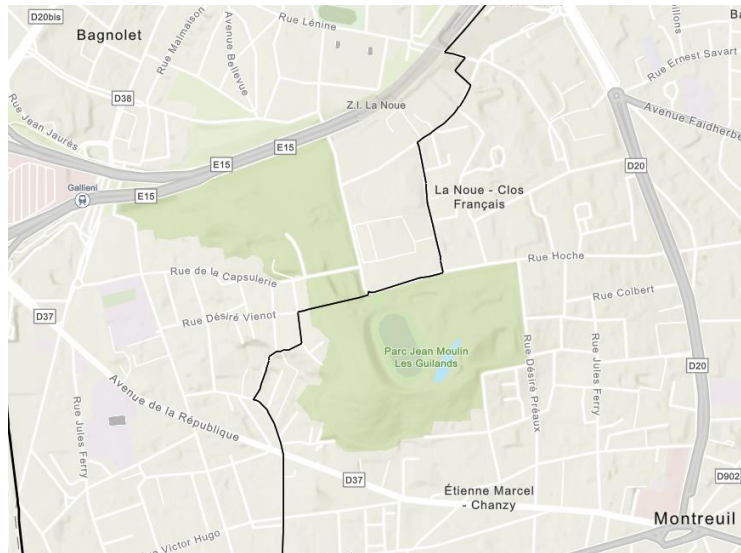 D20bis
Bagnolet
Rue Malmaison
Avenue Bellevue
Rue Lénine
Rue Ernest Savart
D38
Z.I. La Noue
Avenue Faidherbe
Rue Jean Jaurès
E15
E15
D20
Gallieni
E15
La Noue - Clos
Français
Rue Hoche
Rue de la Capsulerie
Rue Colbert
D37
Rue Désiré Vienot
Parc Jean Moulin
Les Guilands
Rue Désiré Préaux
Rue Jules Ferry
D20
Avenue de la République
Rue Jules Ferry
D37
D902
Étienne Marcel
- Chanzy
Montreuil
Rue Victor Hugo